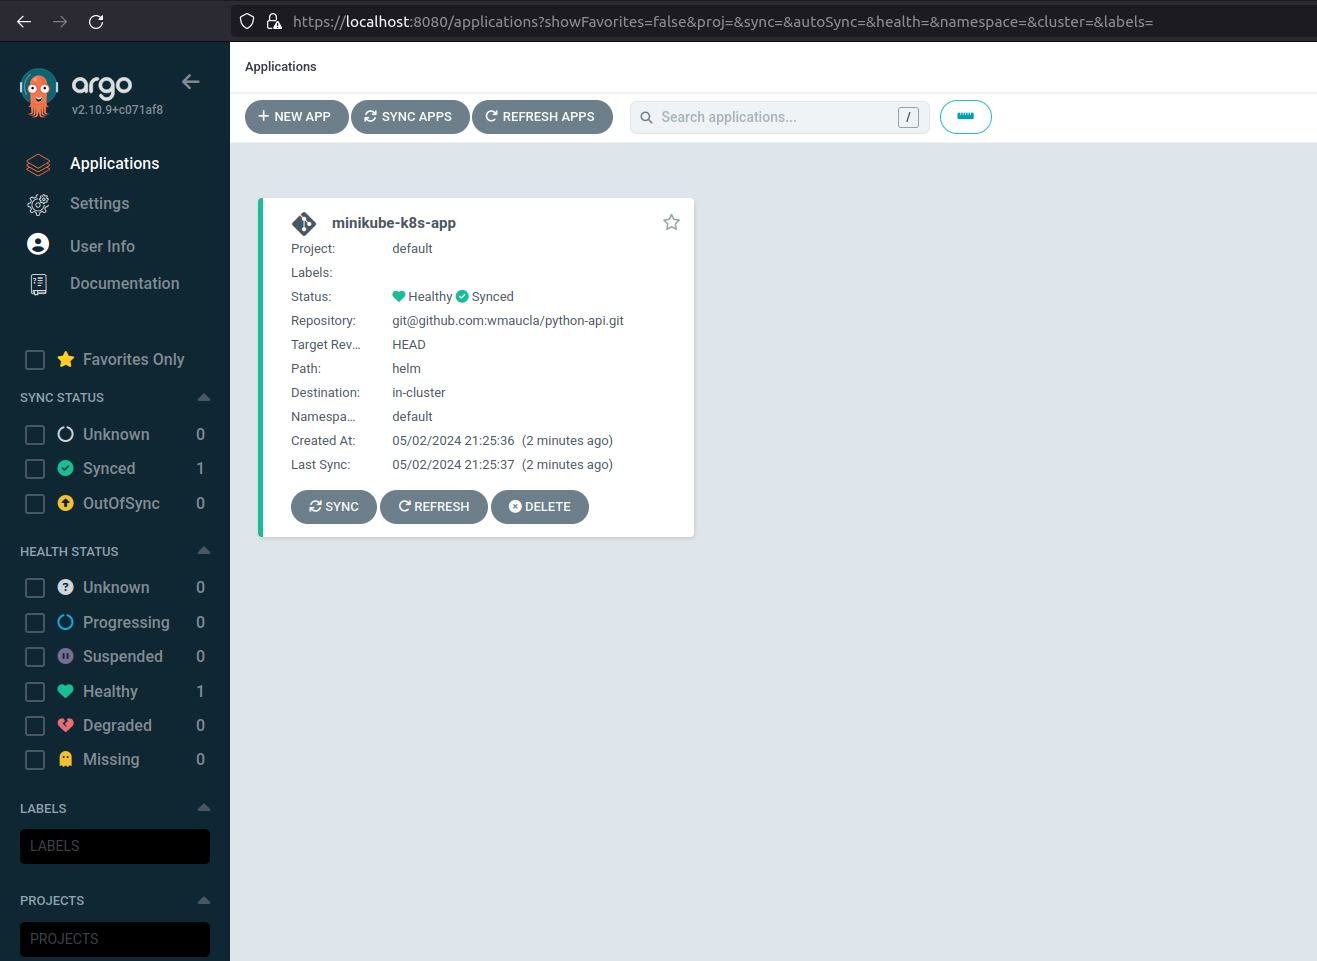 https://localhost:8080/applications?showFavorites=false&proj=&sync=&autoSync=&health=&namespace=&cluster=&labels=
argo
v2.10.9+c071af8
Applications
Settings
User Info
Documentation
Favorites Only
SYNC STATUS
Unknown 0
Synced 1
OutOfSync 0
HEALTH STATUS
Unknown 0
Progressing 0
Suspended 0
Healthy 1
Degraded 0
Missing 0
LABELS
LABELS
PROJECTS
PROJECTS
Applications
NEW APP SYNC APPS REFRESH APPS Search applications... /
minikube-k8s-app
Project: default
Labels:
Status: Healthy Synced
Repository: git@github.com:wmaucla/python-api.git
Target Rev... HEAD
Path: helm
Destination: in-cluster
Namespa... default
Created At: 05/02/2024 21:25:36 (2 minutes ago)
Last Sync: 05/02/2024 21:25:37 (2 minutes ago)
SYNC REFRESH DELETE